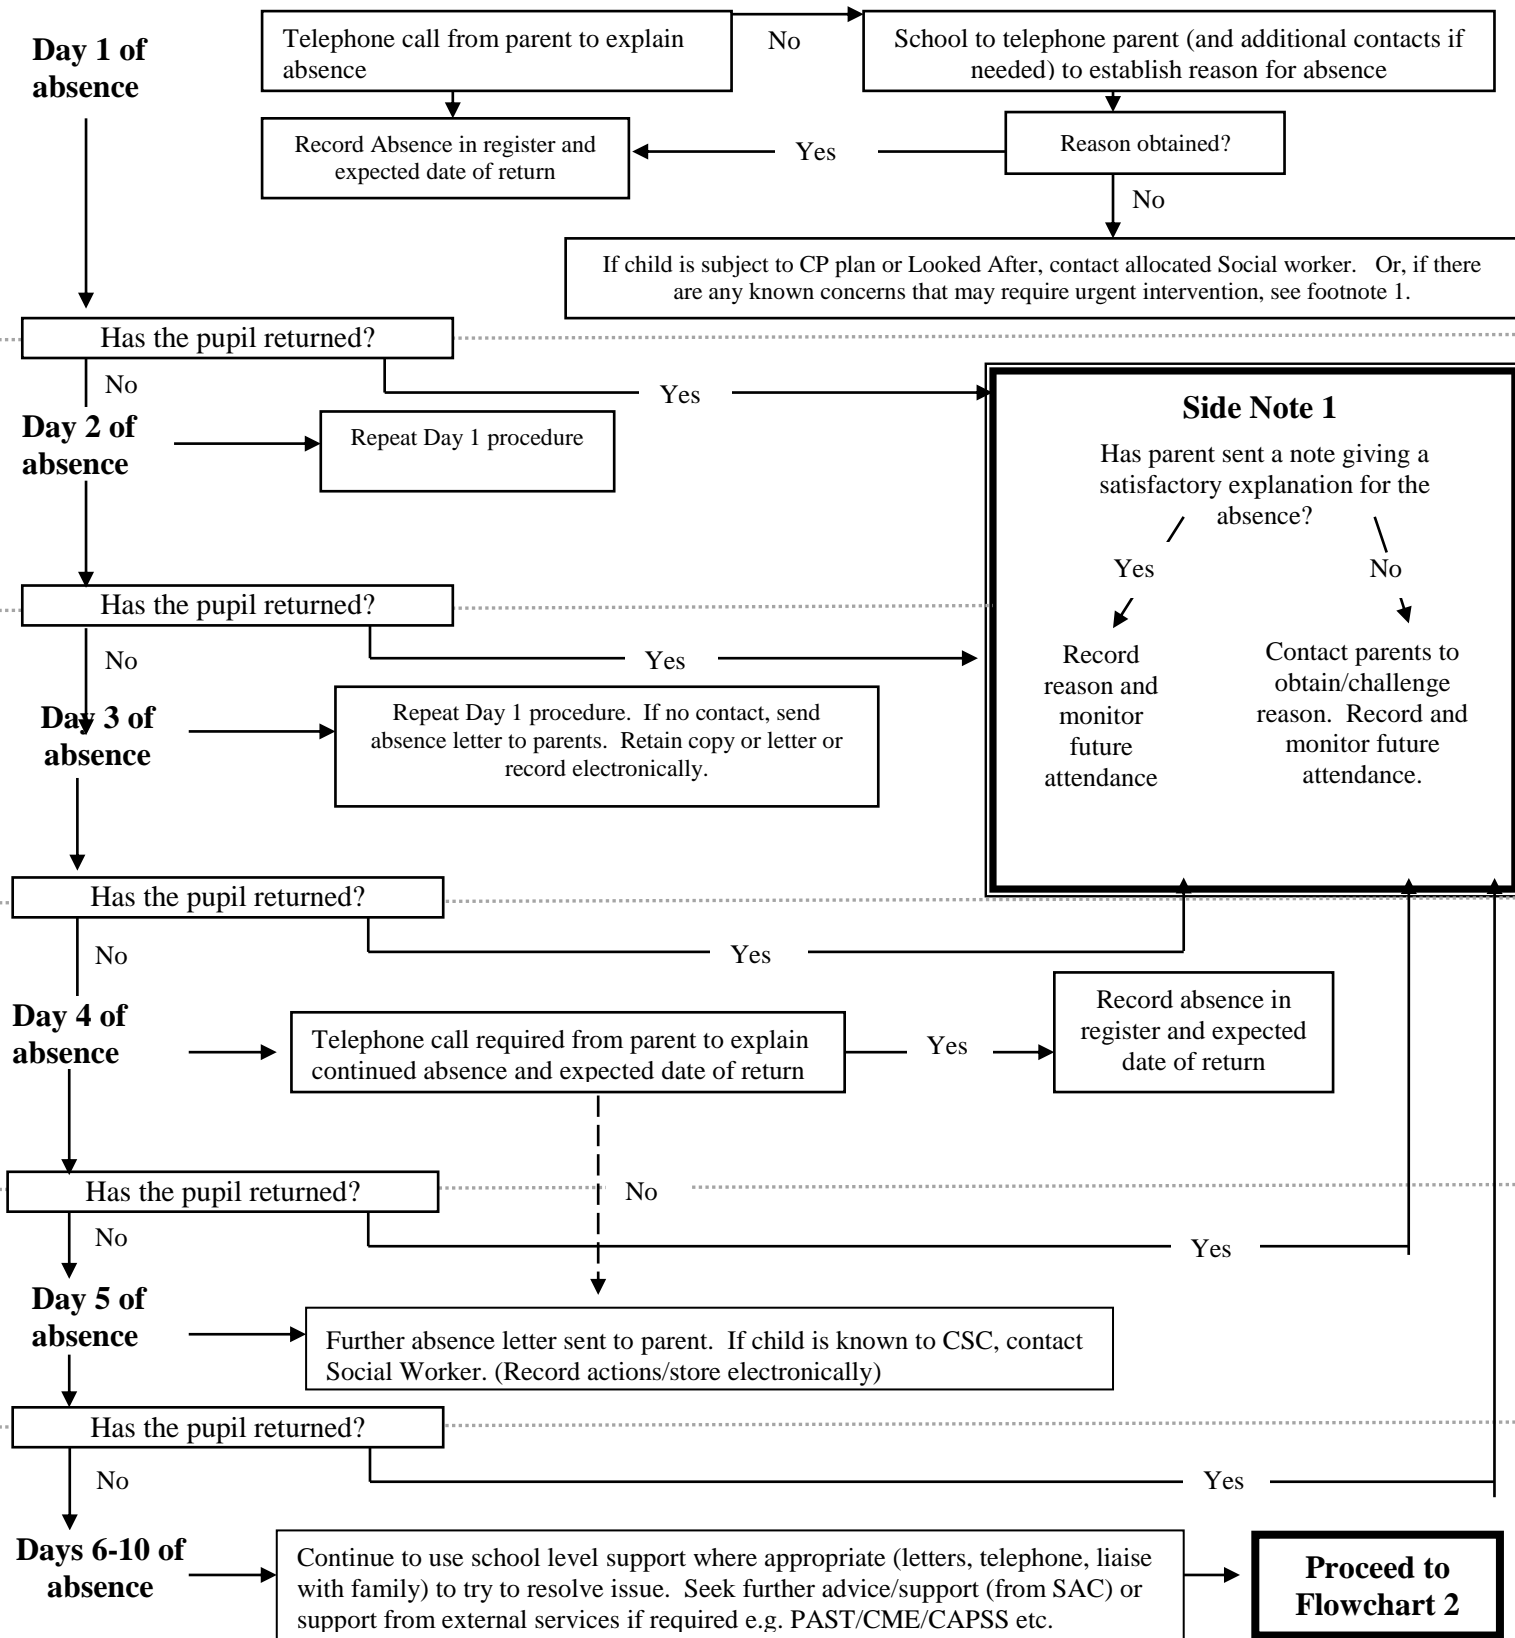 Day 1 of
absence
Telephone call from parent to explain
absence
No
School to telephone parent (and additional contacts if
needed) to establish reason for absence
Record Absence in register and
expected date of return
Yes
Reason obtained?
No
If child is subject to CP plan or Looked After, contact allocated Social worker. Or, if there
are any known concerns that may require urgent intervention, see footnote 1.
Has the pupil returned?
No
Yes
Day 2 of
absence
Repeat Day 1 procedure
Side Note 1
Has parent sent a note giving a
satisfactory explanation for the
absence?
Yes
No
Record
reason and
monitor
future
attendance
Contact parents to
obtain/challenge
reason. Record and
monitor future
attendance.
Has the pupil returned?
No
Yes
Day 3 of
absence
Repeat Day 1 procedure. If no contact, send
absence letter to parents. Retain copy or letter or
record electronically.
Has the pupil returned?
No
Yes
Day 4 of
absence
Telephone call required from parent to explain
continued absence and expected date of return
Yes
Record absence in
register and expected
date of return
Has the pupil returned?
No
No
Yes
Day 5 of
absence
Further absence letter sent to parent. If child is known to CSC, contact
Social Worker. (Record actions/store electronically)
Has the pupil returned?
No
Yes
Days 6-10 of
absence
Continue to use school level support where appropriate (letters, telephone, liaise
with family) to try to resolve issue. Seek further advice/support (from SAC) or
support from external services if required e.g. PAST/CME/CAPSS etc.
Proceed to
Flowchart 2